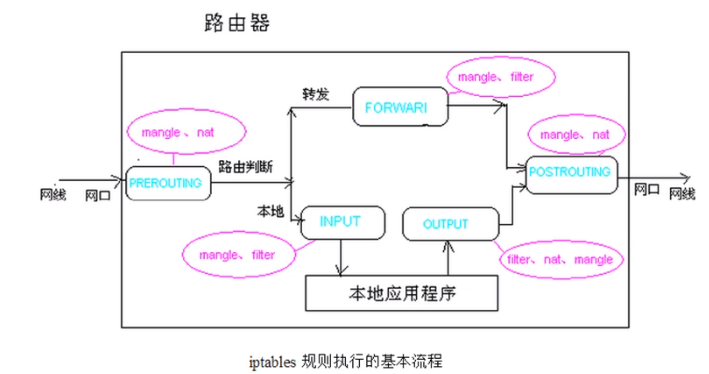 路由器
mangle、filter
转发
FORWARI
mangle、nat
mangle、nat
路由判断
网线 网口
PREROUTING
POSTROUTING
网口 网线
本地
INPUT
OUTPUT
mangle、filter
filter、nat、mangle
本地应用程序
iptables 规则执行的基本流程